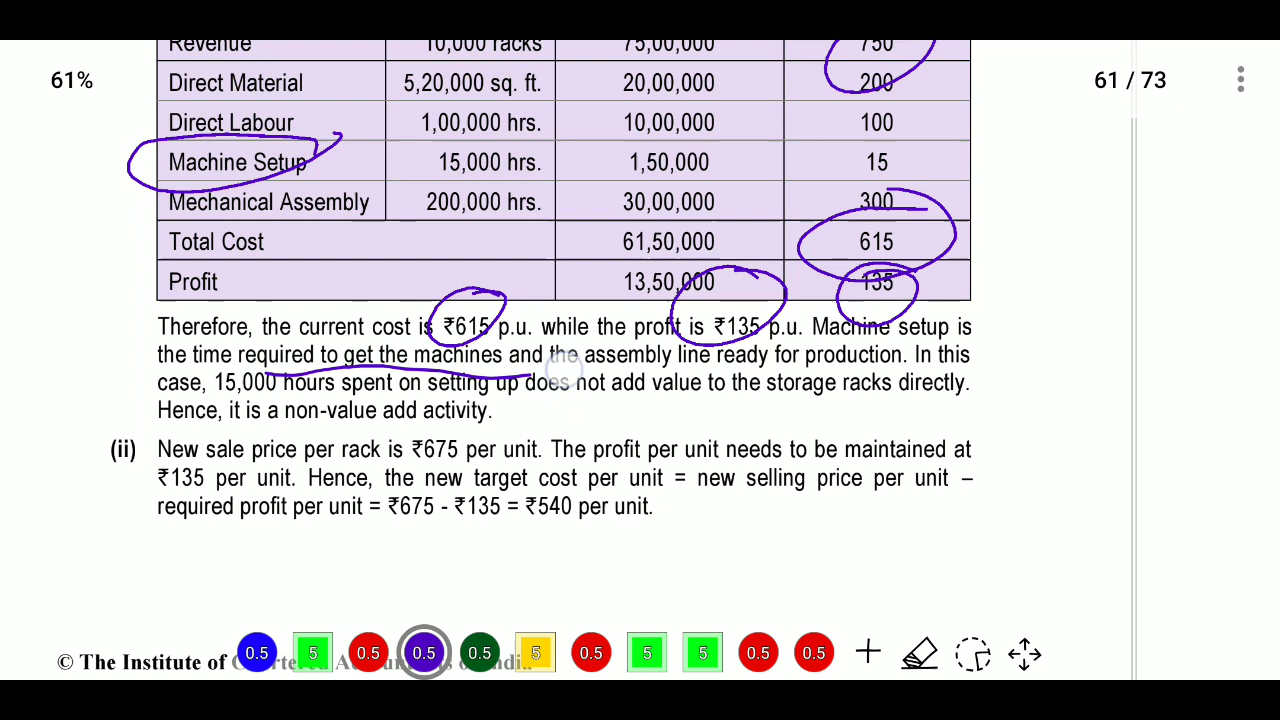 Revenue 10,000 racks 75,00,000 750
61% 61 / 73
Direct Material 5,20,000 sq. ft. 20,00,000 200
Direct Labour 1,00,000 hrs. 10,00,000 100
Machine Setup 15,000 hrs. 1,50,000 15
Mechanical Assembly 200,000 hrs. 30,00,000 300
Total Cost 61,50,000 615
Profit 13,50,000 135
Therefore, the current cost is ₹615 p.u. while the profit is ₹135 p.u. Machine setup is
the time required to get the machines and the assembly line ready for production. In this
case, 15,000 hours spent on setting up does not add value to the storage racks directly.
Hence, it is a non-value add activity.
(ii) New sale price per rack is ₹675 per unit. The profit per unit needs to be maintained at
₹135 per unit. Hence, the new target cost per unit = new selling price per unit –
required profit per unit = ₹675 - ₹135 = ₹540 per unit.
0.5 5 0.5 0.5 0.5 5 0.5 5 5 0.5 0.5
© The Institute of Chartered Accountants of India